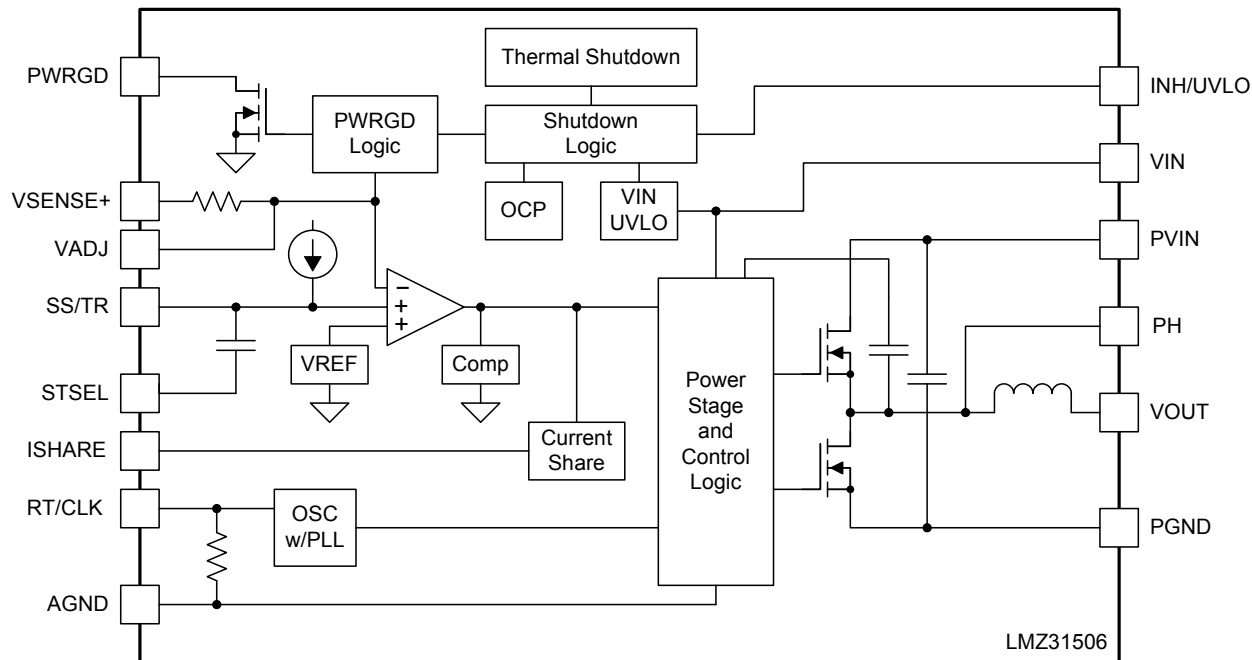 PWRGD
VSENSE+
VADJ
SS/TR
STSEL
ISHARE
RT/CLK
AGND
Thermal Shutdown
PWRGD
Logic
Shutdown
Logic
OCP
VIN
UVLO
−
+
+
VREF
Comp
Current
Share
OSC
w/PLL
Power
Stage
and
Control
Logic
INH/UVLO
VIN
PVIN
PH
VOUT
PGND
LMZ31506